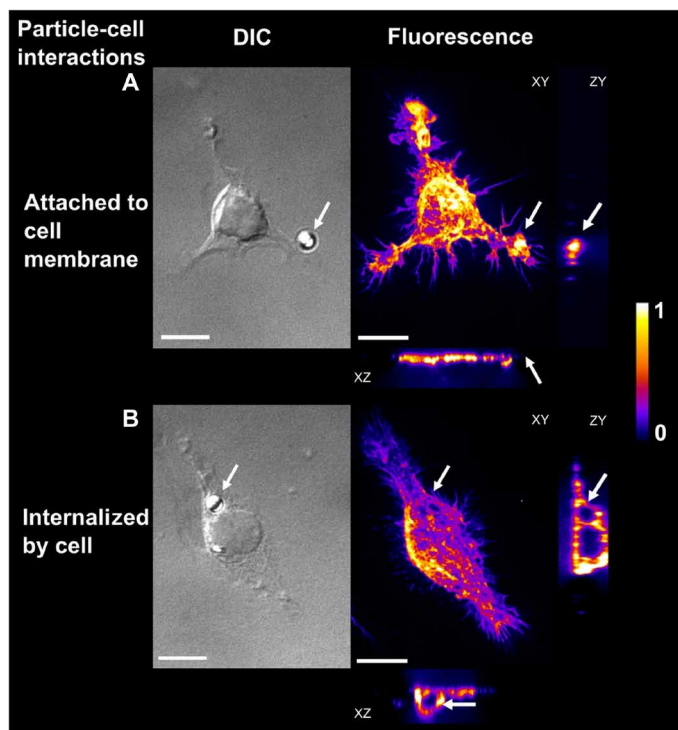 Particle-cell
interactions
DIC
Fluorescence
A
XY
ZY
Attached to
cell
membrane
XZ
1
0
B
XY
ZY
Internalized
by cell
XZ